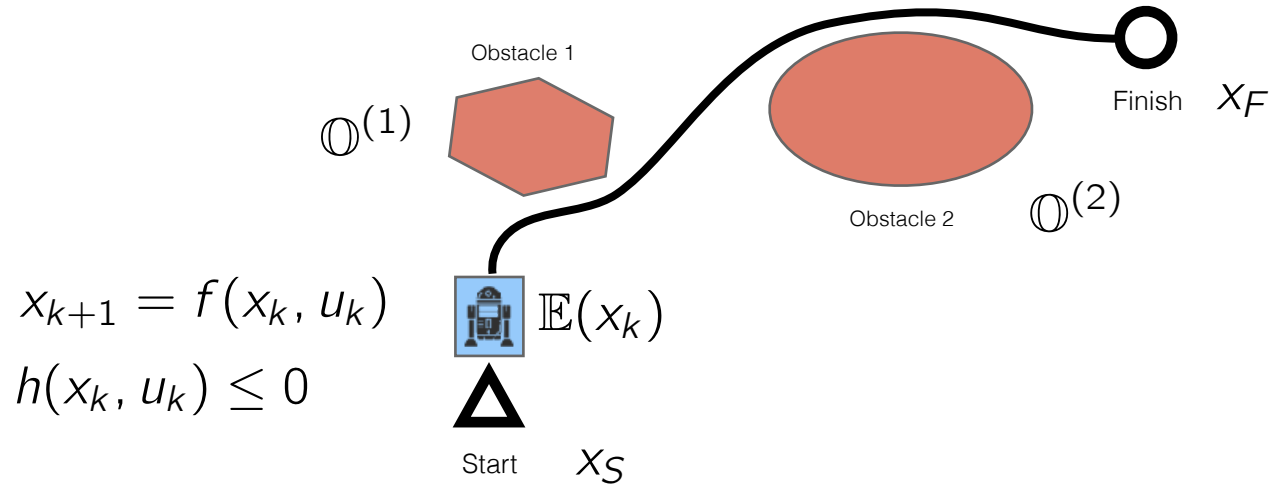 Obstacle 1
𝕆^(1)
Finish x_F
Obstacle 2
𝕆^(2)
x_{k+1} = f(x_k, u_k)
𝔼(x_k)
h(x_k, u_k) ≤ 0
Start x_S